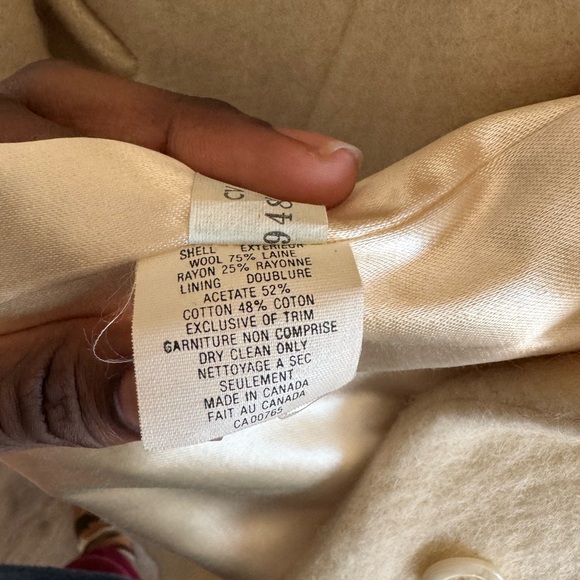 948
SHELL EXTERIEUR
WOOL 75% LAINE
RAYON 25% RAYONNE
LINING DOUBLURE
ACETATE 52%
COTTON 48% COTON
EXCLUSIVE OF TRIM
GARNITURE NON COMPRISE
DRY CLEAN ONLY
NETTOYAGE A SEC
SEULEMENT
MADE IN CANADA
FAIT AU CANADA
CA00765